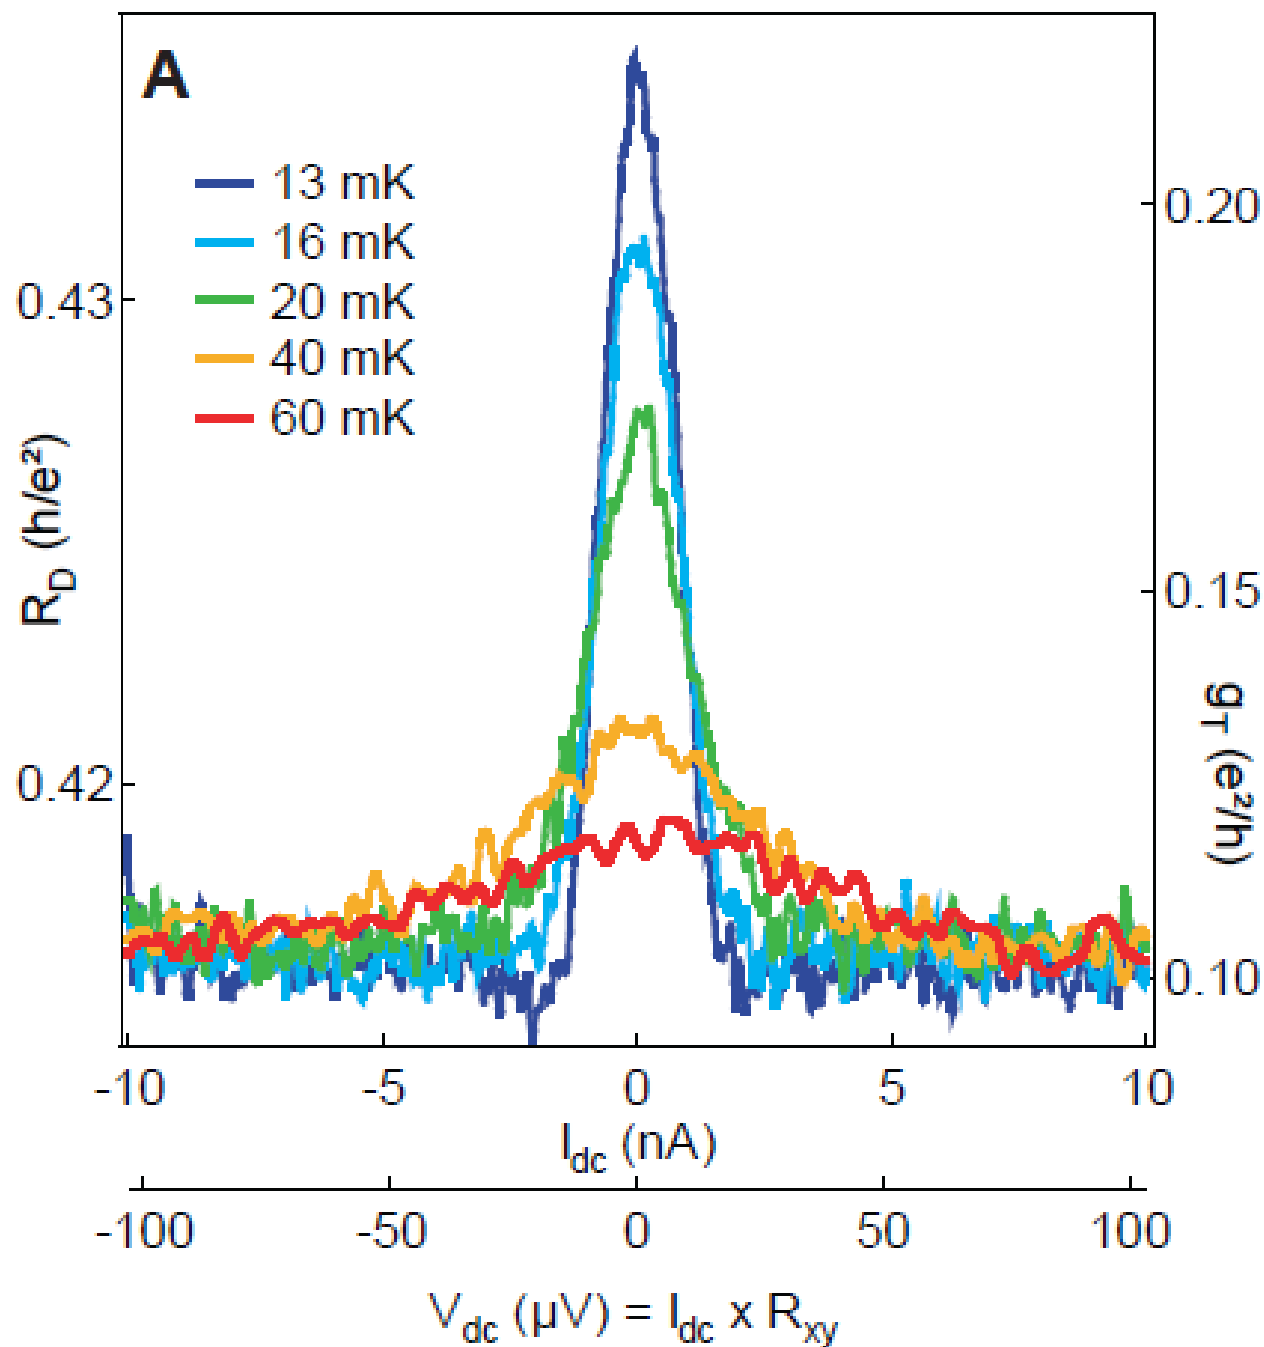 A
13 mK
16 mK
20 mK
40 mK
60 mK
0.43
0.42
R_D (h/e²)
0.20
0.15
0.10
g_T (e²/h)
-10 -5 0 5 10
I_dc (nA)
-100 -50 0 50 100
V_dc (µV) = I_dc x R_xy